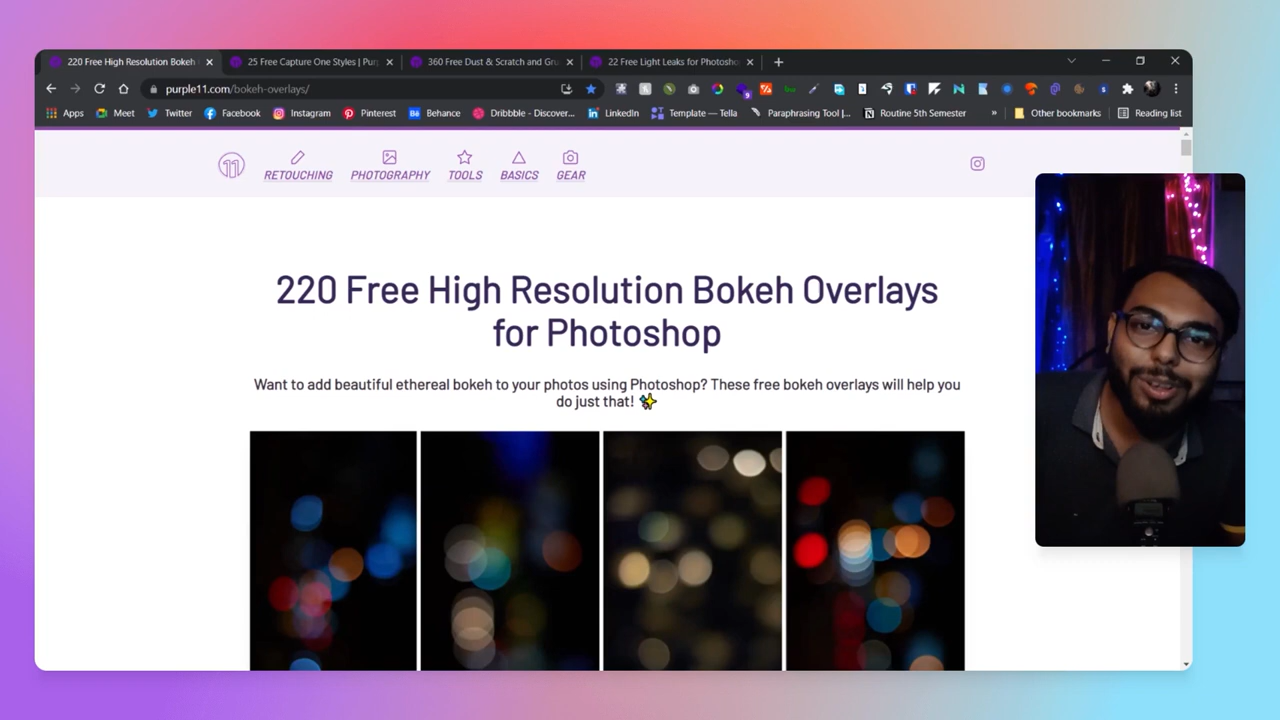 220 Free High Resolution Bokeh
25 Free Capture One Styles | Pur
360 Free Dust & Scratch and Gru
22 Free Light Leaks for Photosho
purple11.com/bokeh-overlays/
Apps
Meet
Twitter
Facebook
Instagram
Pinterest
Behance
Dribbble - Discover...
LinkedIn
Template — Tella
Paraphrasing Tool |...
Routine 5th Semester
»
Other bookmarks
Reading list
11
RETOUCHING
PHOTOGRAPHY
TOOLS
BASICS
GEAR
220 Free High Resolution Bokeh Overlays
for Photoshop
Want to add beautiful ethereal bokeh to your photos using Photoshop? These free bokeh overlays will help you
do just that! ✨